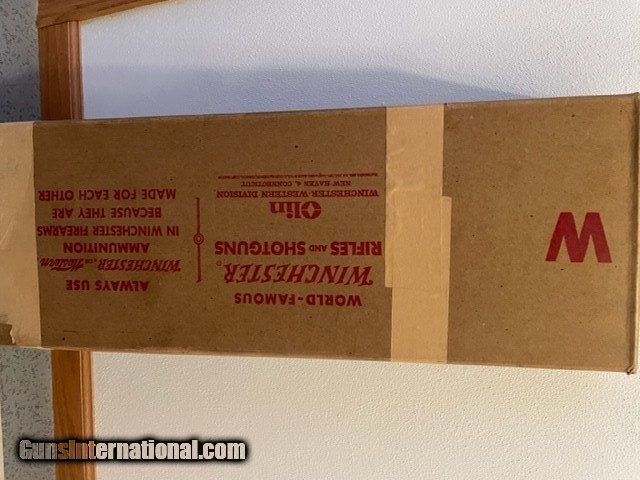 W
WORLD-FAMOUS
WINCHESTER
RIFLES AND SHOTGUNS
Olin
WINCHESTER-WESTERN DIVISION
NEW HAVEN 4, CONNECTICUT
ALWAYS USE
WINCHESTER or Western
AMMUNITION
IN WINCHESTER FIREARMS
BECAUSE THEY ARE
MADE FOR EACH OTHER
GunsInternational.com